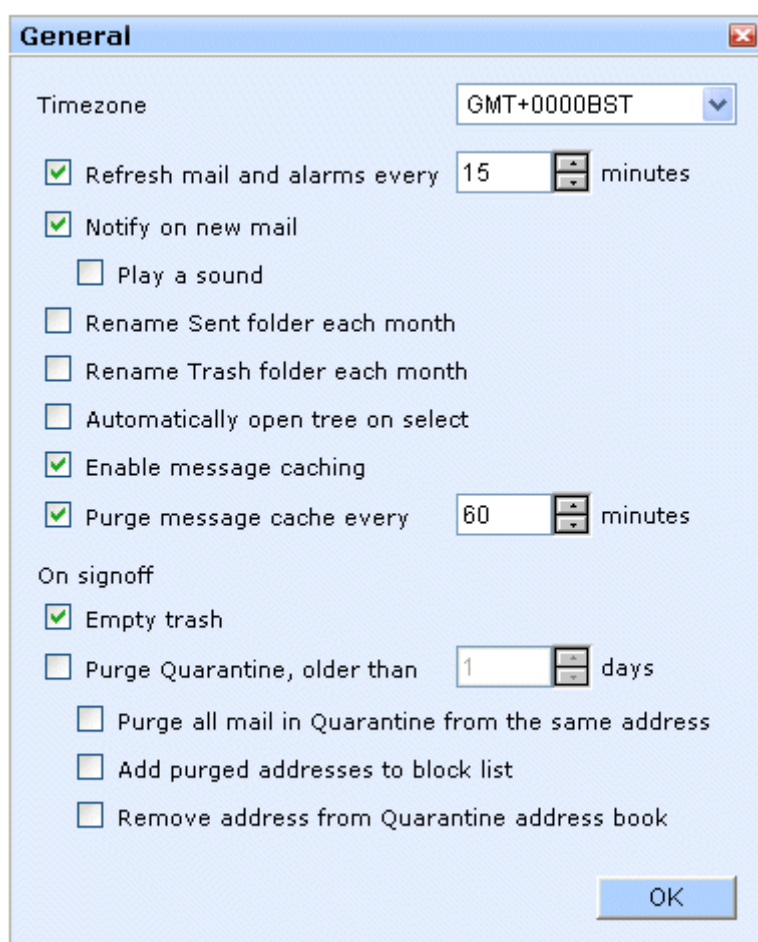 General
Timezone GMT+0000BST
Refresh mail and alarms every 15 minutes
Notify on new mail
Play a sound
Rename Sent folder each month
Rename Trash folder each month
Automatically open tree on select
Enable message caching
Purge message cache every 60 minutes
On signoff
Empty trash
Purge Quarantine, older than 1 days
Purge all mail in Quarantine from the same address
Add purged addresses to block list
Remove address from Quarantine address book
OK